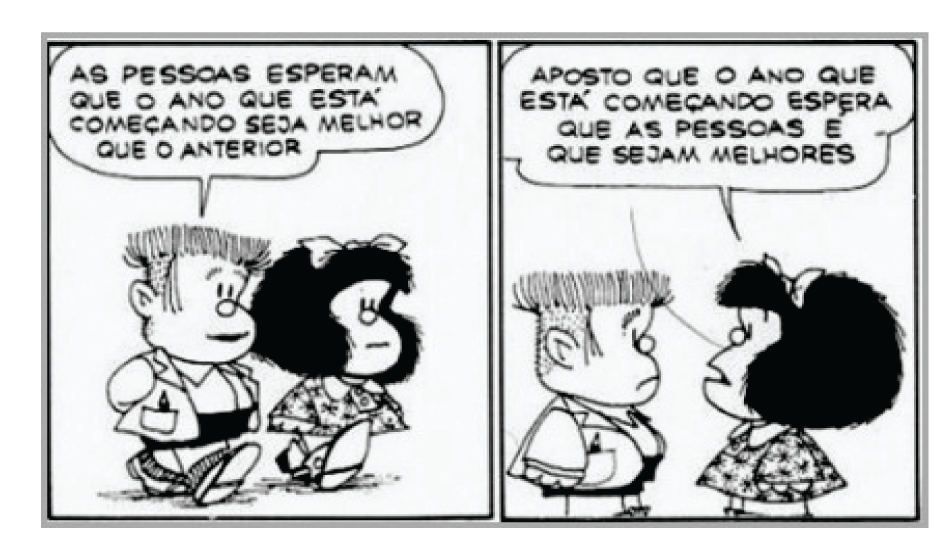 AS PESSOAS ESPERAM
QUE O ANO QUE ESTÁ
COMEÇANDO SEJA MELHOR
QUE O ANTERIOR
APOSTO QUE O ANO QUE
ESTÁ COMEÇANDO ESPERA
QUE AS PESSOAS É
QUE SEJAM MELHORES